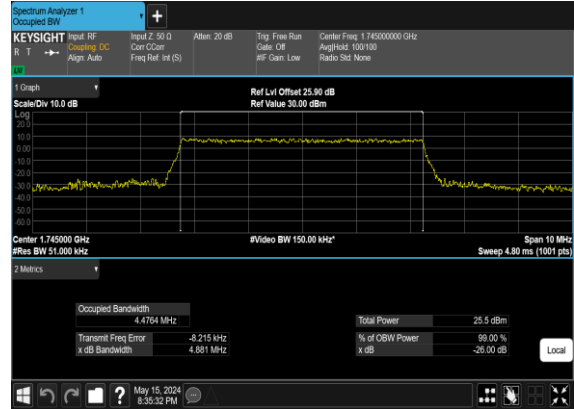 Spectrum Analyzer 1
Occupied BW
+
KEYSIGHT Input: RF Input Z: 50 Ω Atten: 20 dB Trig: Free Run Center Freq: 1.745000000 GHz
R T Coupling: DC Corr CCorr Gate: Off Avg|Hold: 100/100
Align: Auto Freq Ref: Int (S) #IF Gain: Low Radio Std: None
LNI
1 Graph
Ref Lvl Offset 25.90 dB
Scale/Div 10.0 dB Ref Value 30.00 dBm
Log
20.0
10.0
0.00
-10.0
-20.0
-30.0
-40.0
-50.0
-60.0
Center 1.745000 GHz #Video BW 150.00 kHz* Span 10 MHz
#Res BW 51.000 kHz Sweep 4.80 ms (1001 pts)
2 Metrics
Occupied Bandwidth
4.4764 MHz Total Power 25.5 dBm
Transmit Freq Error -8.215 kHz % of OBW Power 99.00 %
x dB Bandwidth 4.881 MHz x dB -26.00 dB
Local
? May 15, 2024
8:35:32 PM